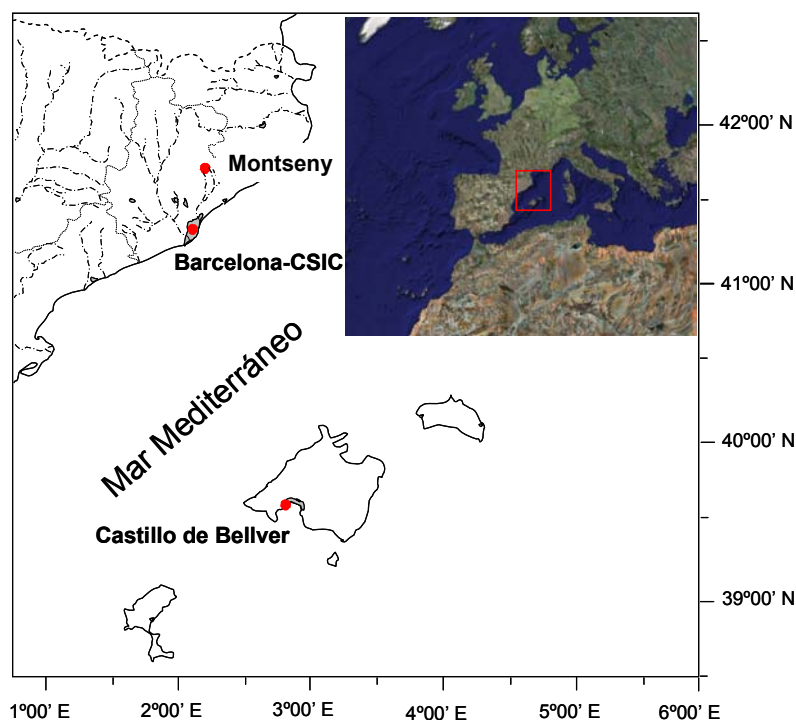 42º00' N
Montseny
Barcelona-CSIC
41º00' N
Mar Mediterráneo
40º00' N
Castillo de Bellver
39º00' N
1º00' E 2º00' E 3º00' E 4º00' E 5º00' E 6º00' E